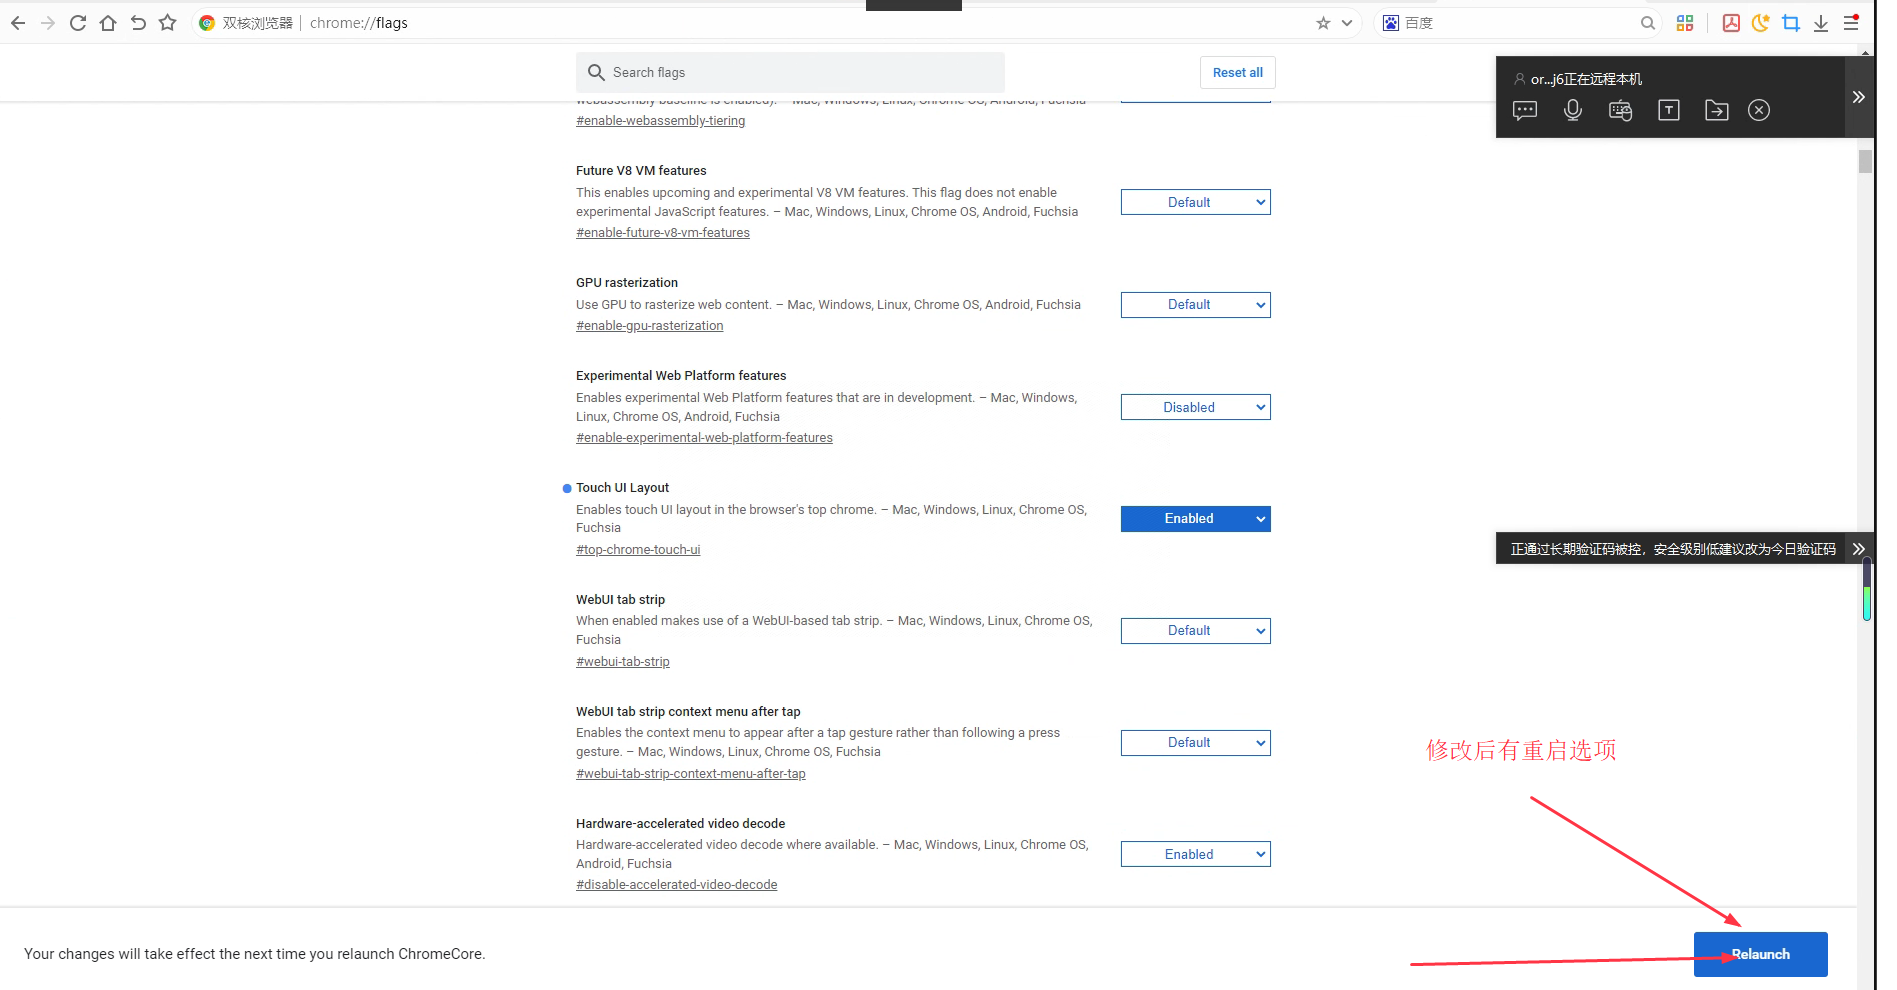 双核浏览器 | chrome://flags
百度
Search flags
Reset all
or...j6正在远程本机
webassembly baseline is enabled). – Mac, Windows, Linux, Chrome OS, Android, Fuchsia
#enable-webassembly-tiering
Future V8 VM features
This enables upcoming and experimental V8 VM features. This flag does not enable
experimental JavaScript features. – Mac, Windows, Linux, Chrome OS, Android, Fuchsia
#enable-future-v8-vm-features
Default
GPU rasterization
Use GPU to rasterize web content. – Mac, Windows, Linux, Chrome OS, Android, Fuchsia
#enable-gpu-rasterization
Default
Experimental Web Platform features
Enables experimental Web Platform features that are in development. – Mac, Windows,
Linux, Chrome OS, Android, Fuchsia
#enable-experimental-web-platform-features
Disabled
Touch UI Layout
Enables touch UI layout in the browser's top chrome. – Mac, Windows, Linux, Chrome OS,
Fuchsia
#top-chrome-touch-ui
Enabled
正通过长期验证码被控，安全级别低建议改为今日验证码
WebUI tab strip
When enabled makes use of a WebUI-based tab strip. – Mac, Windows, Linux, Chrome OS,
Fuchsia
#webui-tab-strip
Default
WebUI tab strip context menu after tap
Enables the context menu to appear after a tap gesture rather than following a press
gesture. – Mac, Windows, Linux, Chrome OS, Fuchsia
#webui-tab-strip-context-menu-after-tap
Default
修改后有重启选项
Hardware-accelerated video decode
Hardware-accelerated video decode where available. – Mac, Windows, Linux, Chrome OS,
Android, Fuchsia
#disable-accelerated-video-decode
Enabled
Your changes will take effect the next time you relaunch ChromeCore.
Relaunch